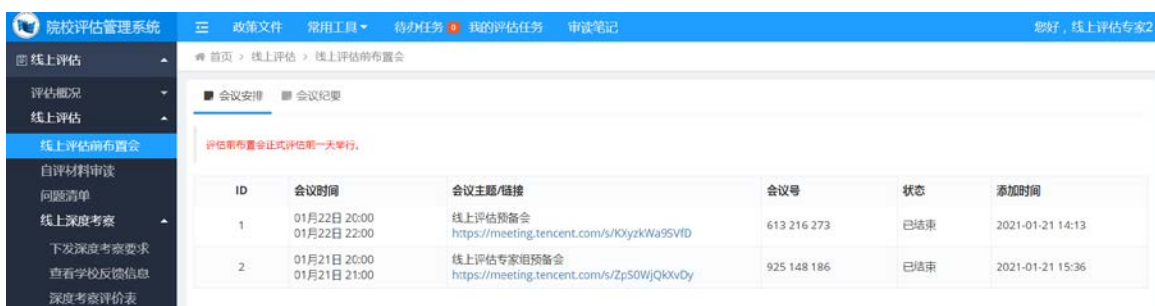 院校评估管理系统
政策文件 常用工具 待办任务 0 我的评估任务 审读笔记 您好，线上评估专家2
线上评估
首页 > 线上评估 > 线上评估前布置会
评估概况
会议安排 会议纪要
线上评估
线上评估前布置会
评估前布置会正式评估前一天举行。
自评材料审读
问题清单
ID 会议时间 会议主题/链接 会议号 状态 添加时间
线上深度考察
1 01月22日 20:00 线上评估预备会 613 216 273 已结束 2021-01-21 14:13
01月22日 22:00 https://meeting.tencent.com/s/KXyzkWa9SVfD
下发深度考察要求
查看学校反馈信息
2 01月21日 20:00 线上评估专家组预备会 925 148 186 已结束 2021-01-21 15:36
01月21日 21:00 https://meeting.tencent.com/s/ZpS0WjQkXvDy
深度考察评价表